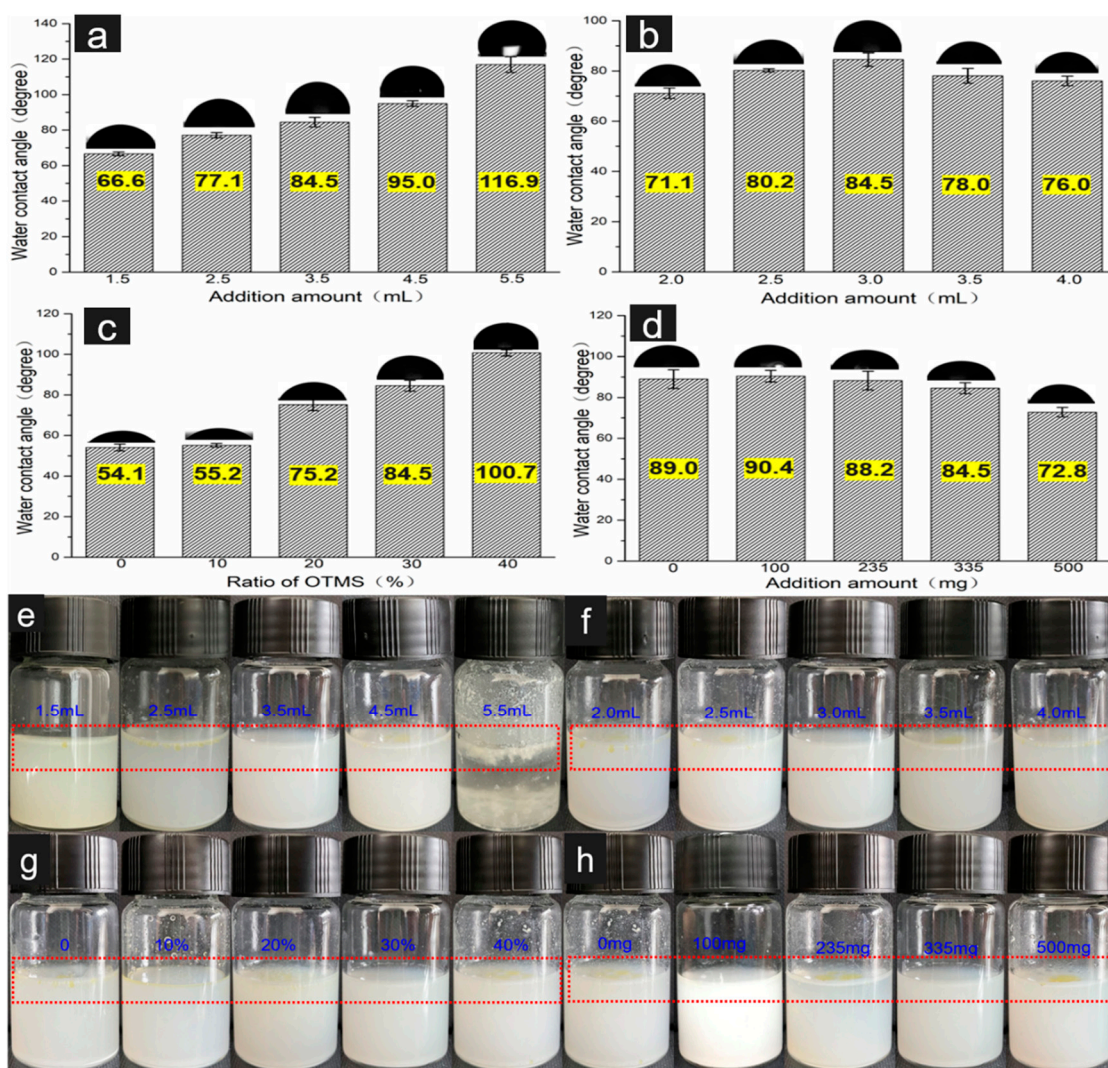 a
Water contact angle（degree）
140
120
100
80
60
40
20
0
66.6
77.1
84.5
95.0
116.9
1.5
2.5
3.5
4.5
5.5
Addition amount（mL）
b
Water contact angle（degree）
100
80
60
40
20
0
71.1
80.2
84.5
78.0
76.0
2.0
2.5
3.0
3.5
4.0
Addition amount（mL）
c
Water contact angle（degree）
120
100
80
60
40
20
0
54.1
55.2
75.2
84.5
100.7
0
10
20
30
40
Ratio of OTMS（%）
d
Water contact angle（degree）
120
100
80
60
40
20
0
89.0
90.4
88.2
84.5
72.8
0
100
235
335
500
Addition amount（mg）
e
1.5mL
2.5mL
3.5mL
4.5mL
5.5mL
f
2.0mL
2.5mL
3.0mL
3.5mL
4.0mL
g
0
10%
20%
30%
40%
h
0mg
100mg
235mg
335mg
500mg